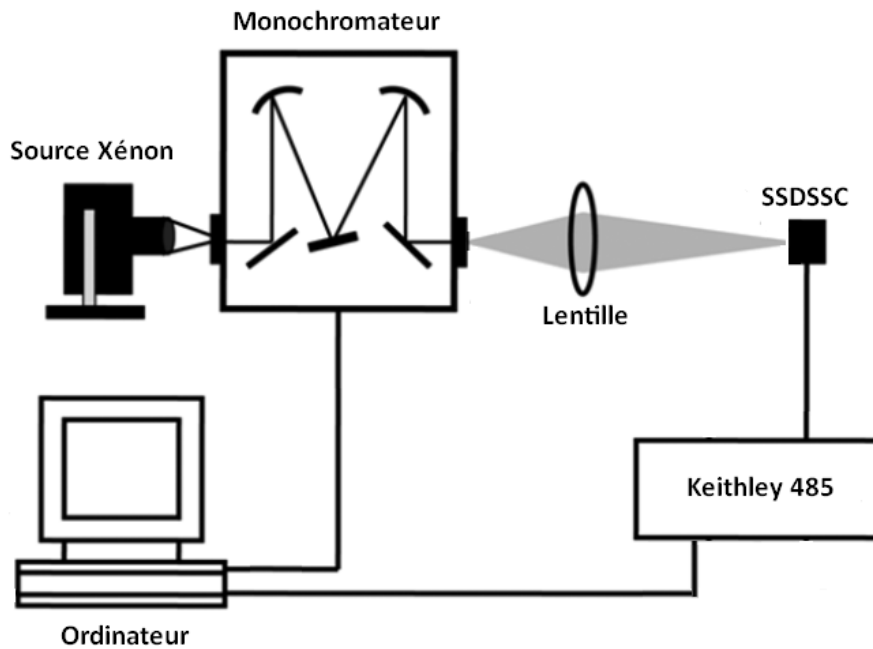 Monochromateur
Source Xénon
SSDSSC
Lentille
Keithley 485
Ordinateur